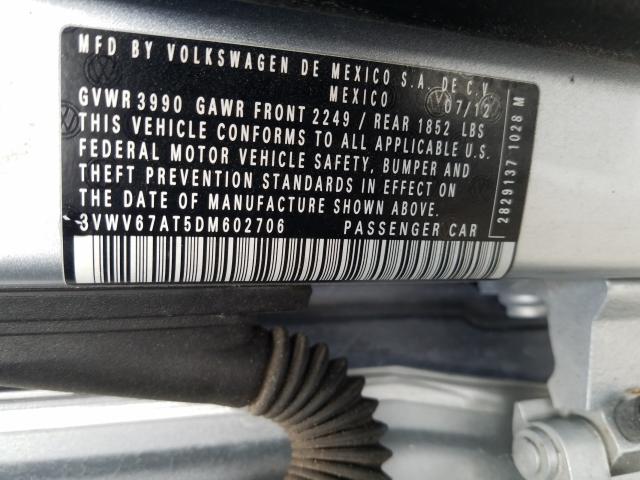 MFD BY VOLKSWAGEN DE MEXICO S.A. DE C.V.
MEXICO 07/12
GVWR 3990 GAWR FRONT 2249 / REAR 1852 LBS
THIS VEHICLE CONFORMS TO ALL APPLICABLE U.S.
FEDERAL MOTOR VEHICLE SAFETY, BUMPER AND
THEFT PREVENTION STANDARDS IN EFFECT ON
THE DATE OF MANUFACTURE SHOWN ABOVE.
3VWV67AT5DM602706 PASSENGER CAR
2829137 1028 M